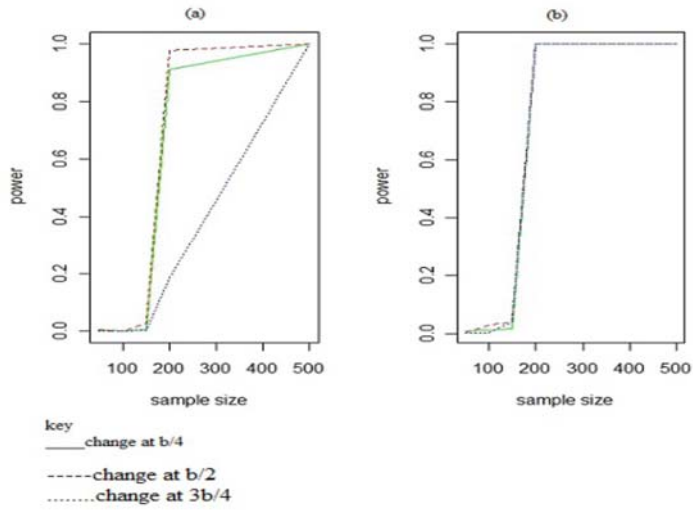 (a)
(b)
power
0.0 0.2 0.4 0.6 0.8 1.0
100 200 300 400 500
sample size
power
0.0 0.2 0.4 0.6 0.8 1.0
100 200 300 400 500
sample size
key
change at b/4
change at b/2
change at 3b/4